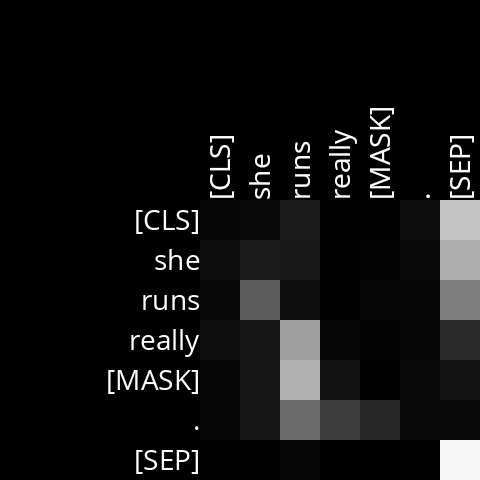 [CLS] she runs really [MASK] . [SEP]
[CLS]
she
runs
really
[MASK]
.
[SEP]